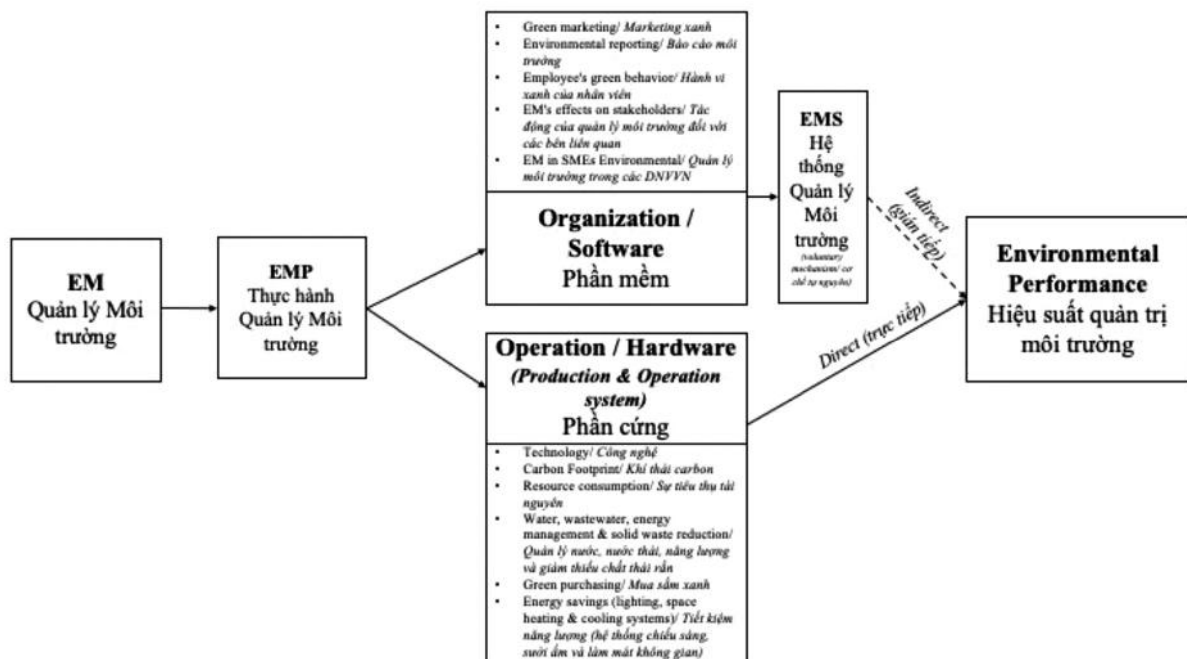 EM
Quản lý Môi
trường
EMP
Thực hành
Quản lý Môi
trường
• Green marketing/ Marketing xanh
• Environmental reporting/ Báo cáo môi
trường
• Employee's green behavior/ Hành vi
xanh của nhân viên
• EM's effects on stakeholders/ Tác
động của quản lý môi trường đối với
các bên liên quan
• EM in SMEs Environmental/ Quản lý
môi trường trong các DNVVN
Organization /
Software
Phần mềm
Operation / Hardware
(Production & Operation
system)
Phần cứng
• Technology/ Công nghệ
• Carbon Footprint/ Khí thải carbon
• Resource consumption/ Sự tiêu thụ tài
nguyên
• Water, wastewater, energy
management & solid waste reduction/
Quản lý nước, nước thải, năng lượng
và giảm thiểu chất thải rắn
• Green purchasing/ Mua sắm xanh
• Energy savings (lighting, space
heating & cooling systems)/ Tiết kiệm
năng lượng (hệ thống chiếu sáng,
sưởi ấm và làm mát không gian)
EMS
Hệ
thống
Quản lý
Môi
trường
(voluntary
mechanism/ cơ
chế tự nguyện)
Indirect
(gián tiếp)
Direct (trực tiếp)
Environmental
Performance
Hiệu suất quản trị
môi trường